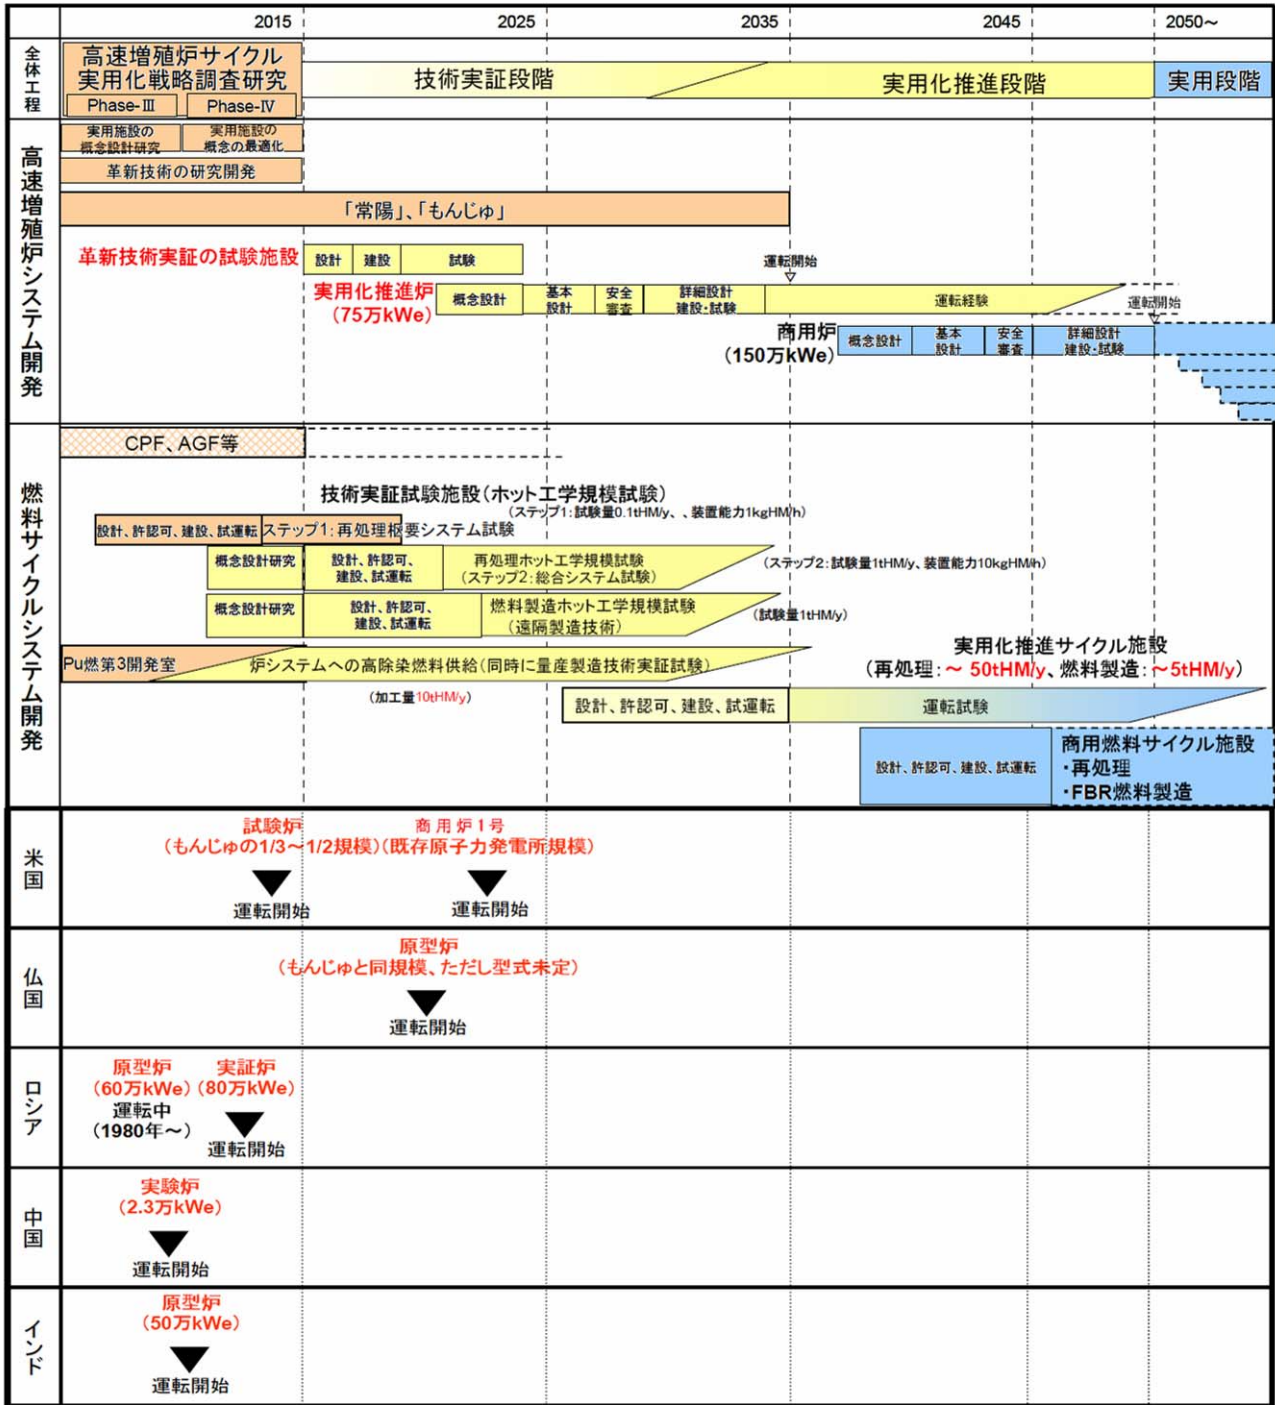 2015
2025
2035
2045
2050～
全体工程
高速増殖炉サイクル
実用化戦略調査研究
Phase-Ⅲ
Phase-Ⅳ
技術実証段階
実用化推進段階
実用段階
高速増殖炉システム開発
実用施設の
概念設計研究
実用施設の
概念の最適化
革新技術の研究開発
「常陽」、「もんじゅ」
革新技術実証の試験施設
設計
建設
試験
運転開始
実用化推進炉
（75万kWe）
概念設計
基本
設計
安全
審査
詳細設計
建設・試験
運転経験
運転開始
商用炉
（150万kWe）
概念設計
基本
設計
安全
審査
詳細設計
建設・試験
燃料サイクルシステム開発
CPF、AGF等
技術実証試験施設（ホット工学規模試験）
（ステップ1：試験量0.1tHM/y、、装置能力1kgHM/h）
設計、許認可、建設、試運転
ステップ1：再処理枢要システム試験
概念設計研究
設計、許認可、
建設、試運転
再処理ホット工学規模試験
（ステップ2：総合システム試験）
（ステップ2：試験量1tHM/y、装置能力10kgHM/h）
概念設計研究
設計、許認可、
建設、試運転
燃料製造ホット工学規模試験
（遠隔製造技術）
（試験量1tHM/y）
Pu燃第3開発室
炉システムへの高除染燃料供給（同時に量産製造技術実証試験）
（加工量10tHM/y）
実用化推進サイクル施設
（再処理：～ 50tHM/y、燃料製造：～5tHM/y）
設計、許認可、建設、試運転
運転試験
設計、許認可、建設、試運転
商用燃料サイクル施設
・再処理
・FBR燃料製造
米国
試験炉
（もんじゅの1/3～1/2規模）
運転開始
商用炉1号
（既存原子力発電所規模）
運転開始
仏国
原型炉
（もんじゅと同規模、ただし型式未定）
運転開始
ロシア
原型炉
（60万kWe）
運転中
（1980年～）
実証炉
（80万kWe）
運転開始
中国
実験炉
（2.3万kWe）
運転開始
インド
原型炉
（50万kWe）
運転開始